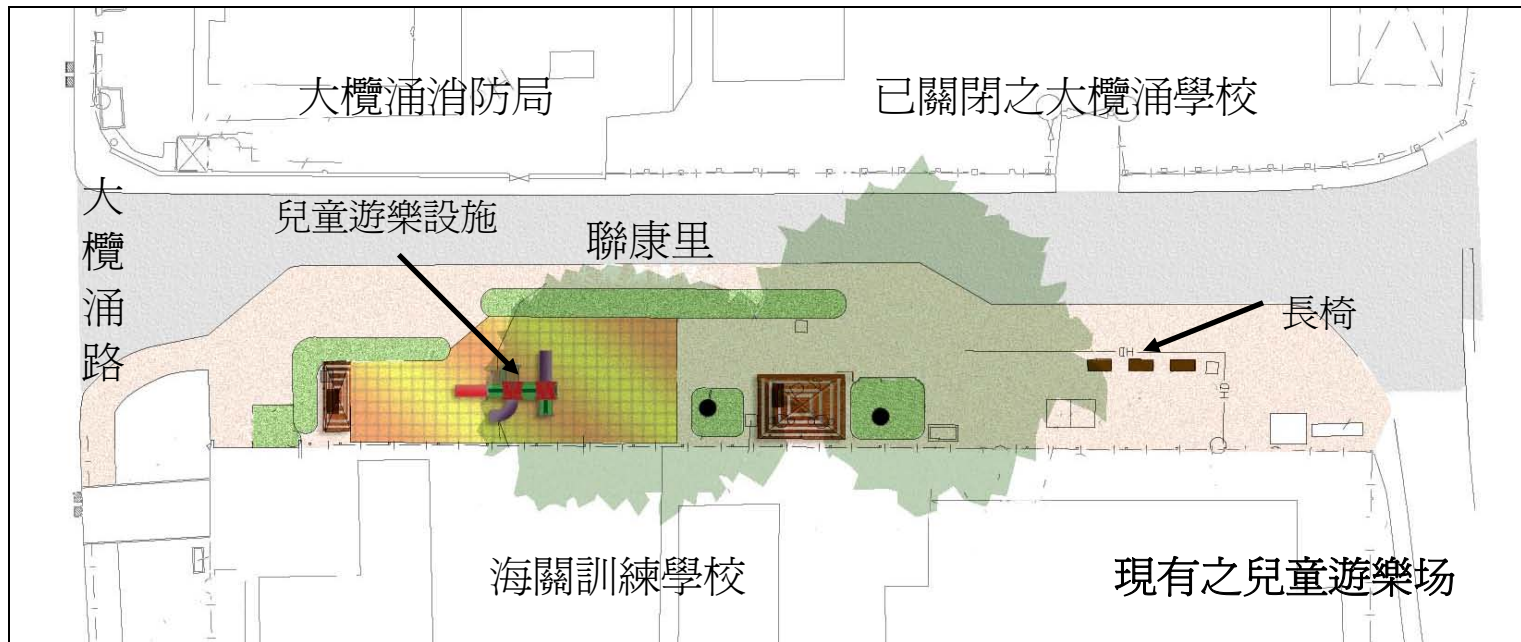 大欖涌消防局
已關閉之大欖涌學校
大欖涌路
兒童遊樂設施
聯康里
長椅
海關訓練學校
現有之兒童遊樂场